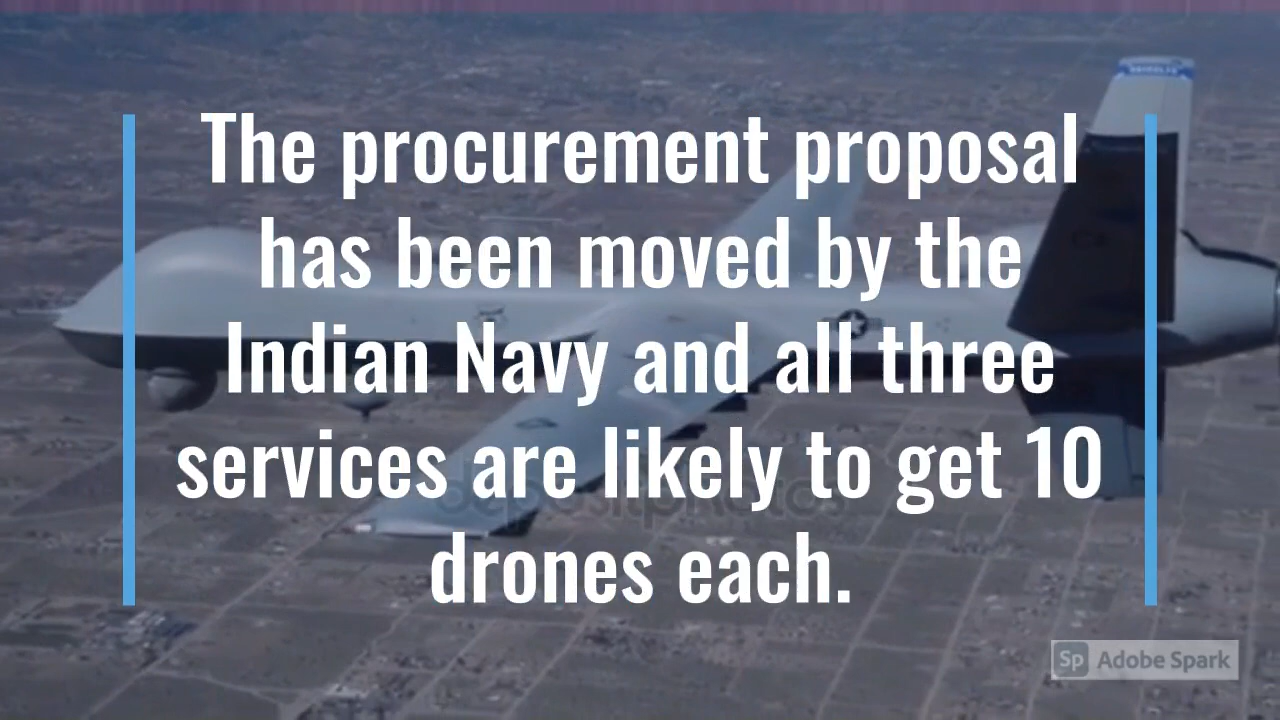 The procurement proposal
has been moved by the
Indian Navy and all three
services are likely to get 10
drones each.
depositphotos
Sp Adobe Spark